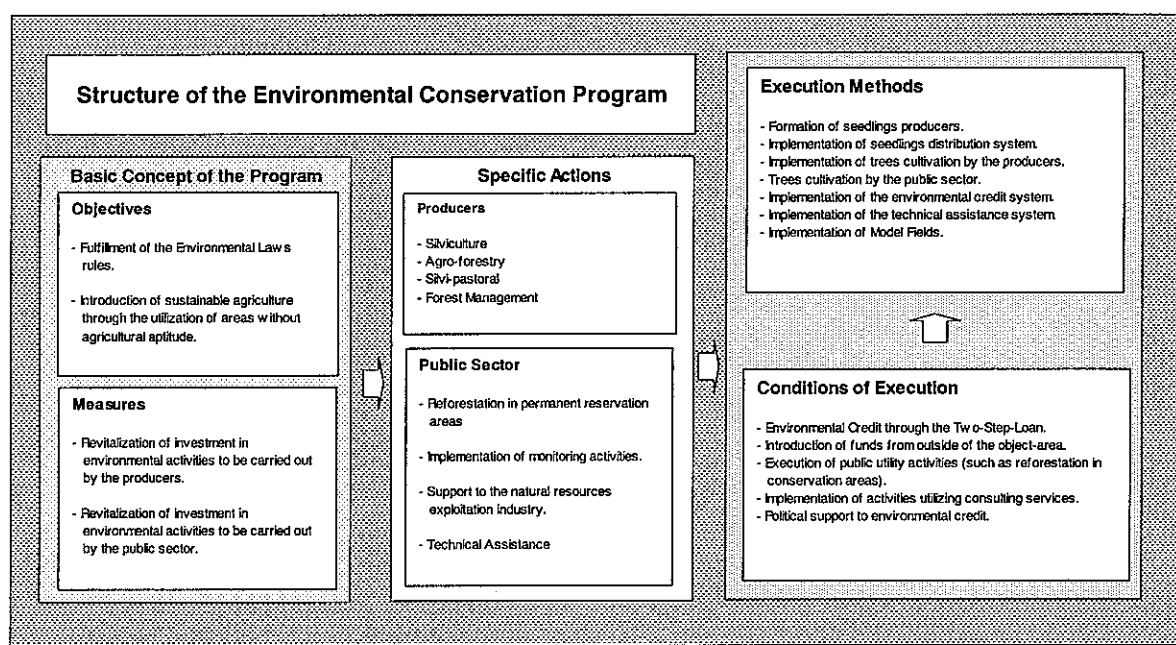 Structure of the Environmental Conservation Program
Basic Concept of the Program
Objectives
- Fulfillment of the Environmental Laws
rules.
- Introduction of sustainable agriculture
through the utilization of areas without
agricultural aptitude.
Measures
- Revitalization of investment in
environmental activities to be carried out
by the producers.
- Revitalization of investment in
environmental activities to be carried out
by the public sector.
Specific Actions
Producers
- Silviculture
- Agro-forestry
- Silvi-pastoral
- Forest Management
Public Sector
- Reforestation in permanent reservation
areas
- Implementation of monitoring activities.
- Support to the natural resources
exploitation industry.
- Technical Assistance
Execution Methods
- Formation of seedlings producers.
- Implementation of seedlings distribution system.
- Implementation of trees cultivation by the producers.
- Trees cultivation by the public sector.
- Implementation of the environmental credit system.
- Implementation of the technical assistance system.
- Implementation of Model Fields.
Conditions of Execution
- Environmental Credit through the Two-Step-Loan.
- Introduction of funds from outside of the object-area.
- Execution of public utility activities (such as reforestation in
conservation areas).
- Implementation of activities utilizing consulting services.
- Political support to environmental credit.